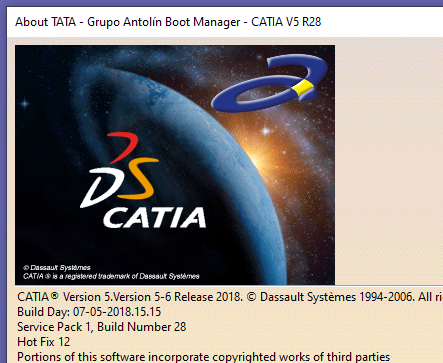 About TATA - Grupo Antolín Boot Manager - CATIA V5 R28
CATIA
© Dassault Systèmes
CATIA ® is a registered trademark of Dassault Systèmes
CATIA® Version 5.Version 5-6 Release 2018. © Dassault Systèmes 1994-2006. All
Build Day: 07-05-2018.15.15
Service Pack 1, Build Number 28
Hot Fix 12
Portions of this software incorporate copyrighted works of third parties